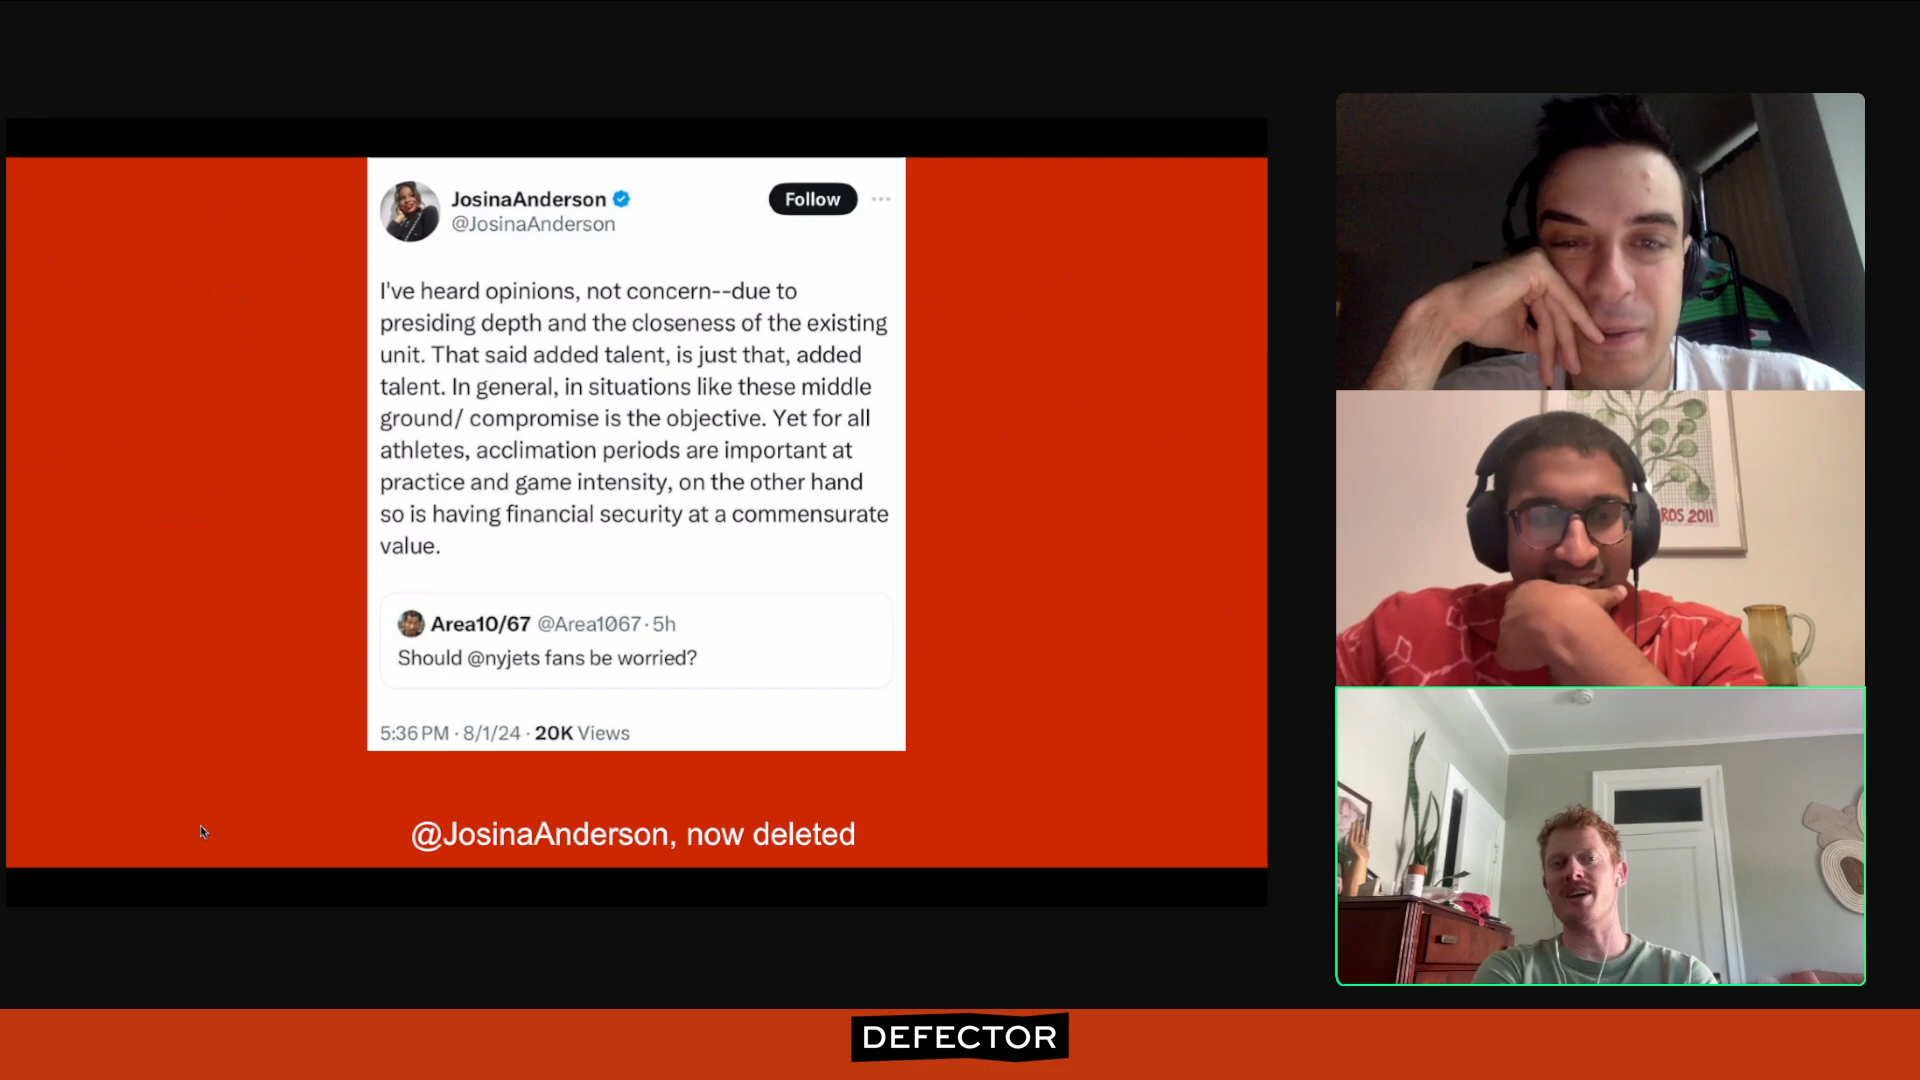 JosinaAnderson
@JosinaAnderson
Follow
I've heard opinions, not concern--due to
presiding depth and the closeness of the existing
unit. That said added talent, is just that, added
talent. In general, in situations like these middle
ground/ compromise is the objective. Yet for all
athletes, acclimation periods are important at
practice and game intensity, on the other hand
so is having financial security at a commensurate
value.
Area10/67 @Area1067 · 5h
Should @nyjets fans be worried?
5:36 PM · 8/1/24 · 20K Views
@JosinaAnderson, now deleted
ROS 2011
DEFECTOR